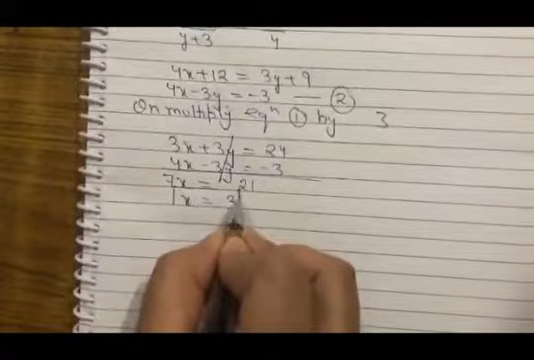 y+3 4
4x+12 = 3y+9
4x-3y = -3 — ②
On multiply eqⁿ ① by 3
3x+3y = 24
4x-3y = -3
7x = 21
x = 3